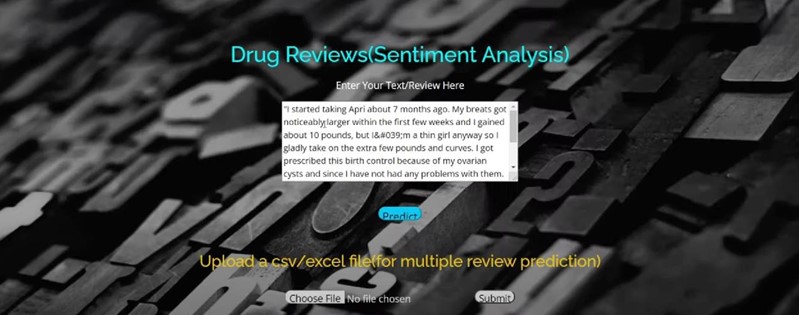 Drug Reviews(Sentiment Analysis)
Enter Your Text/Review Here
"I started taking Apri about 7 months ago. My breats got
noticeably larger within the first few weeks and I gained
about 10 pounds, but I&#039;m a thin girl anyway so I
gladly take on the extra few pounds and curves. I got
prescribed this birth control because of my ovarian
cysts and since I have not had any problems with them.
Predict
Upload a csv/excel file(for multiple review prediction)
Choose File No file chosen
Submit